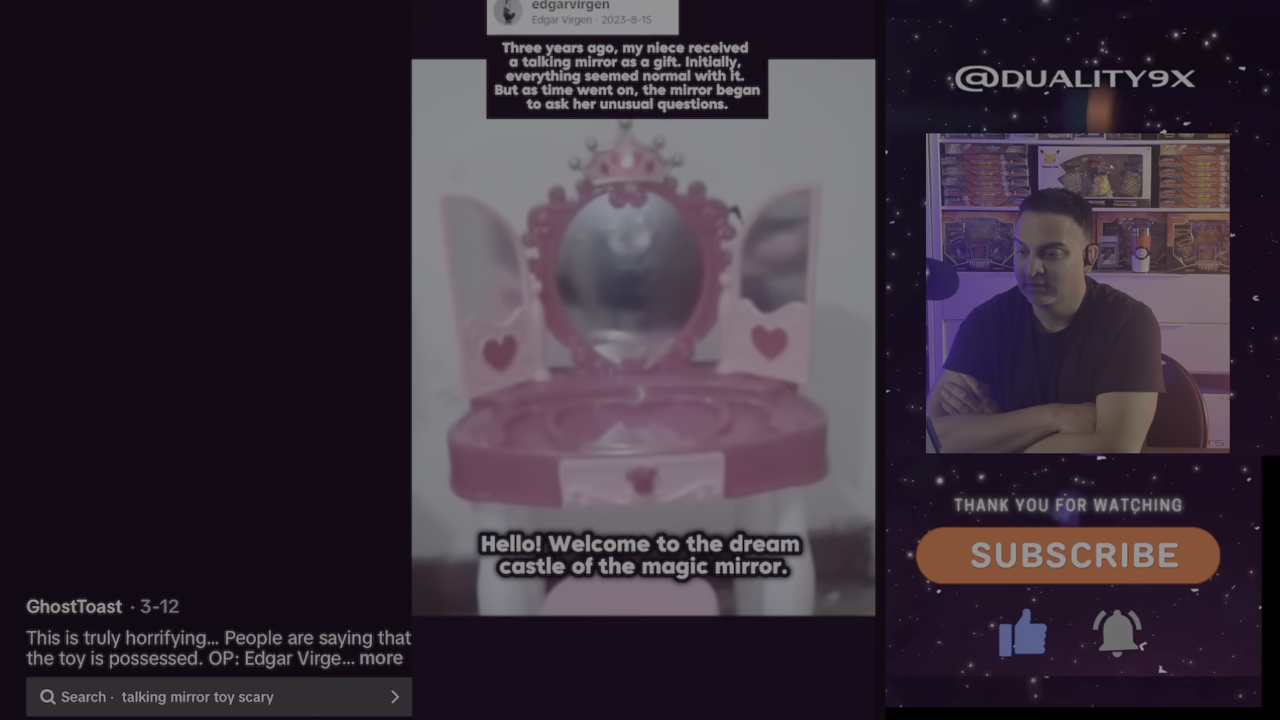 edgarvirgen
Edgar Virgen · 2023-8-15
Three years ago, my niece received
a talking mirror as a gift. Initially,
everything seemed normal with it.
But as time went on, the mirror began
to ask her unusual questions.
Hello! Welcome to the dream
castle of the magic mirror.
GhostToast · 3-12
This is truly horrifying... People are saying that
the toy is possessed. OP: Edgar Virge... more
Search · talking mirror toy scary
@DUALITY9X
THANK YOU FOR WATCHING
SUBSCRIBE